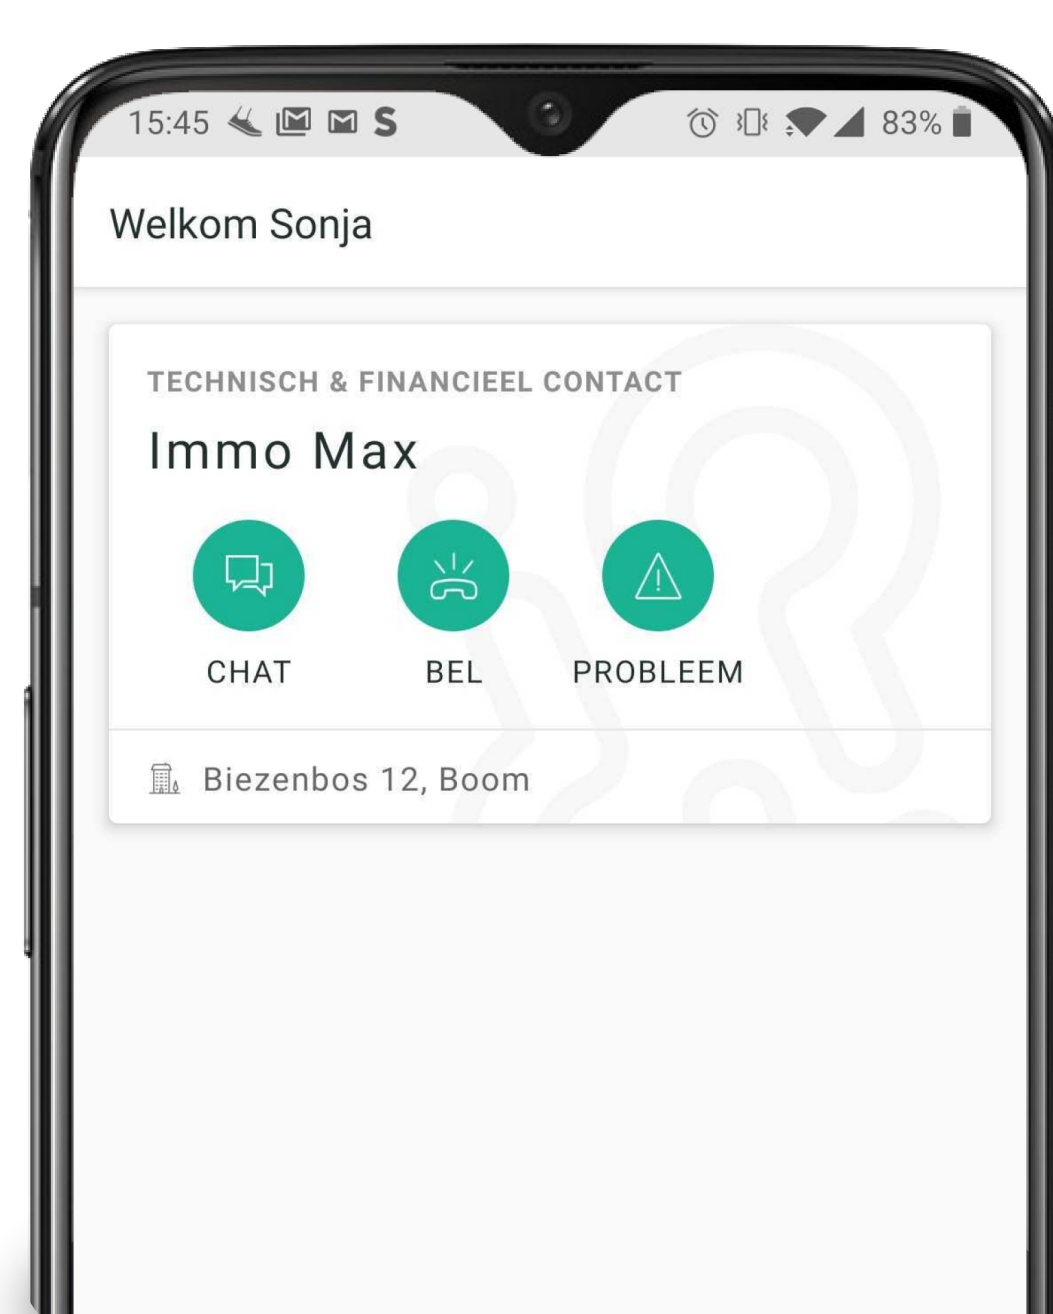 15:45 S 83%
Welkom Sonja
TECHNISCH & FINANCIEEL CONTACT
Immo Max
CHAT BEL PROBLEEM
Biezenbos 12, Boom